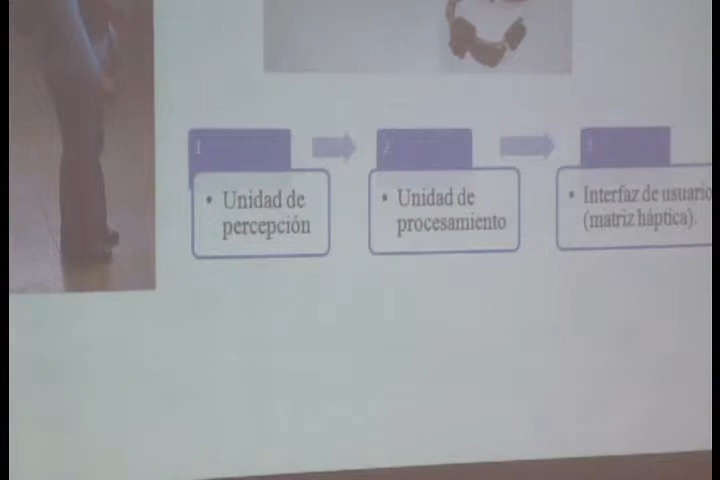 1
• Unidad de
percepción
2
• Unidad de
procesamiento
3
• Interfaz de usuario
(matriz háptica).